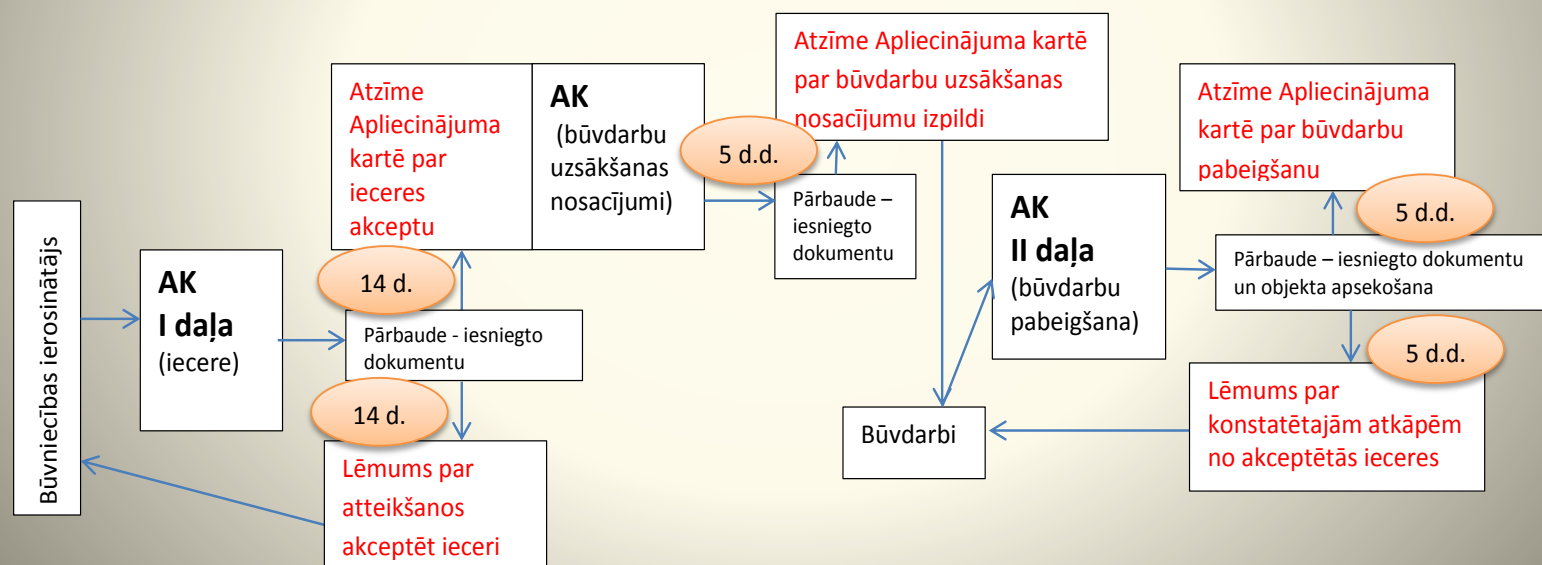 Būvniecības ierosinātājs
AK
I daļa
(iecere)
14 d.
Pārbaude - iesniegto
dokumentu
14 d.
Atzīme
Apliecinājuma
kartē par
ieceres
akceptu
Lēmums par
atteikšanos
akceptēt ieceri
AK
(būvdarbu
uzsākšanas
nosacījumi)
5 d.d.
Pārbaude –
iesniegto
dokumentu
Atzīme Apliecinājuma kartē
par būvdarbu uzsākšanas
nosacījumu izpildi
Būvdarbi
AK
II daļa
(būvdarbu
pabeigšana)
Atzīme Apliecinājuma
kartē par būvdarbu
pabeigšanu
5 d.d.
Pārbaude – iesniegto dokumentu
un objekta apsekošana
5 d.d.
Lēmums par
konstatētajām atkāpēm
no akceptētās ieceres